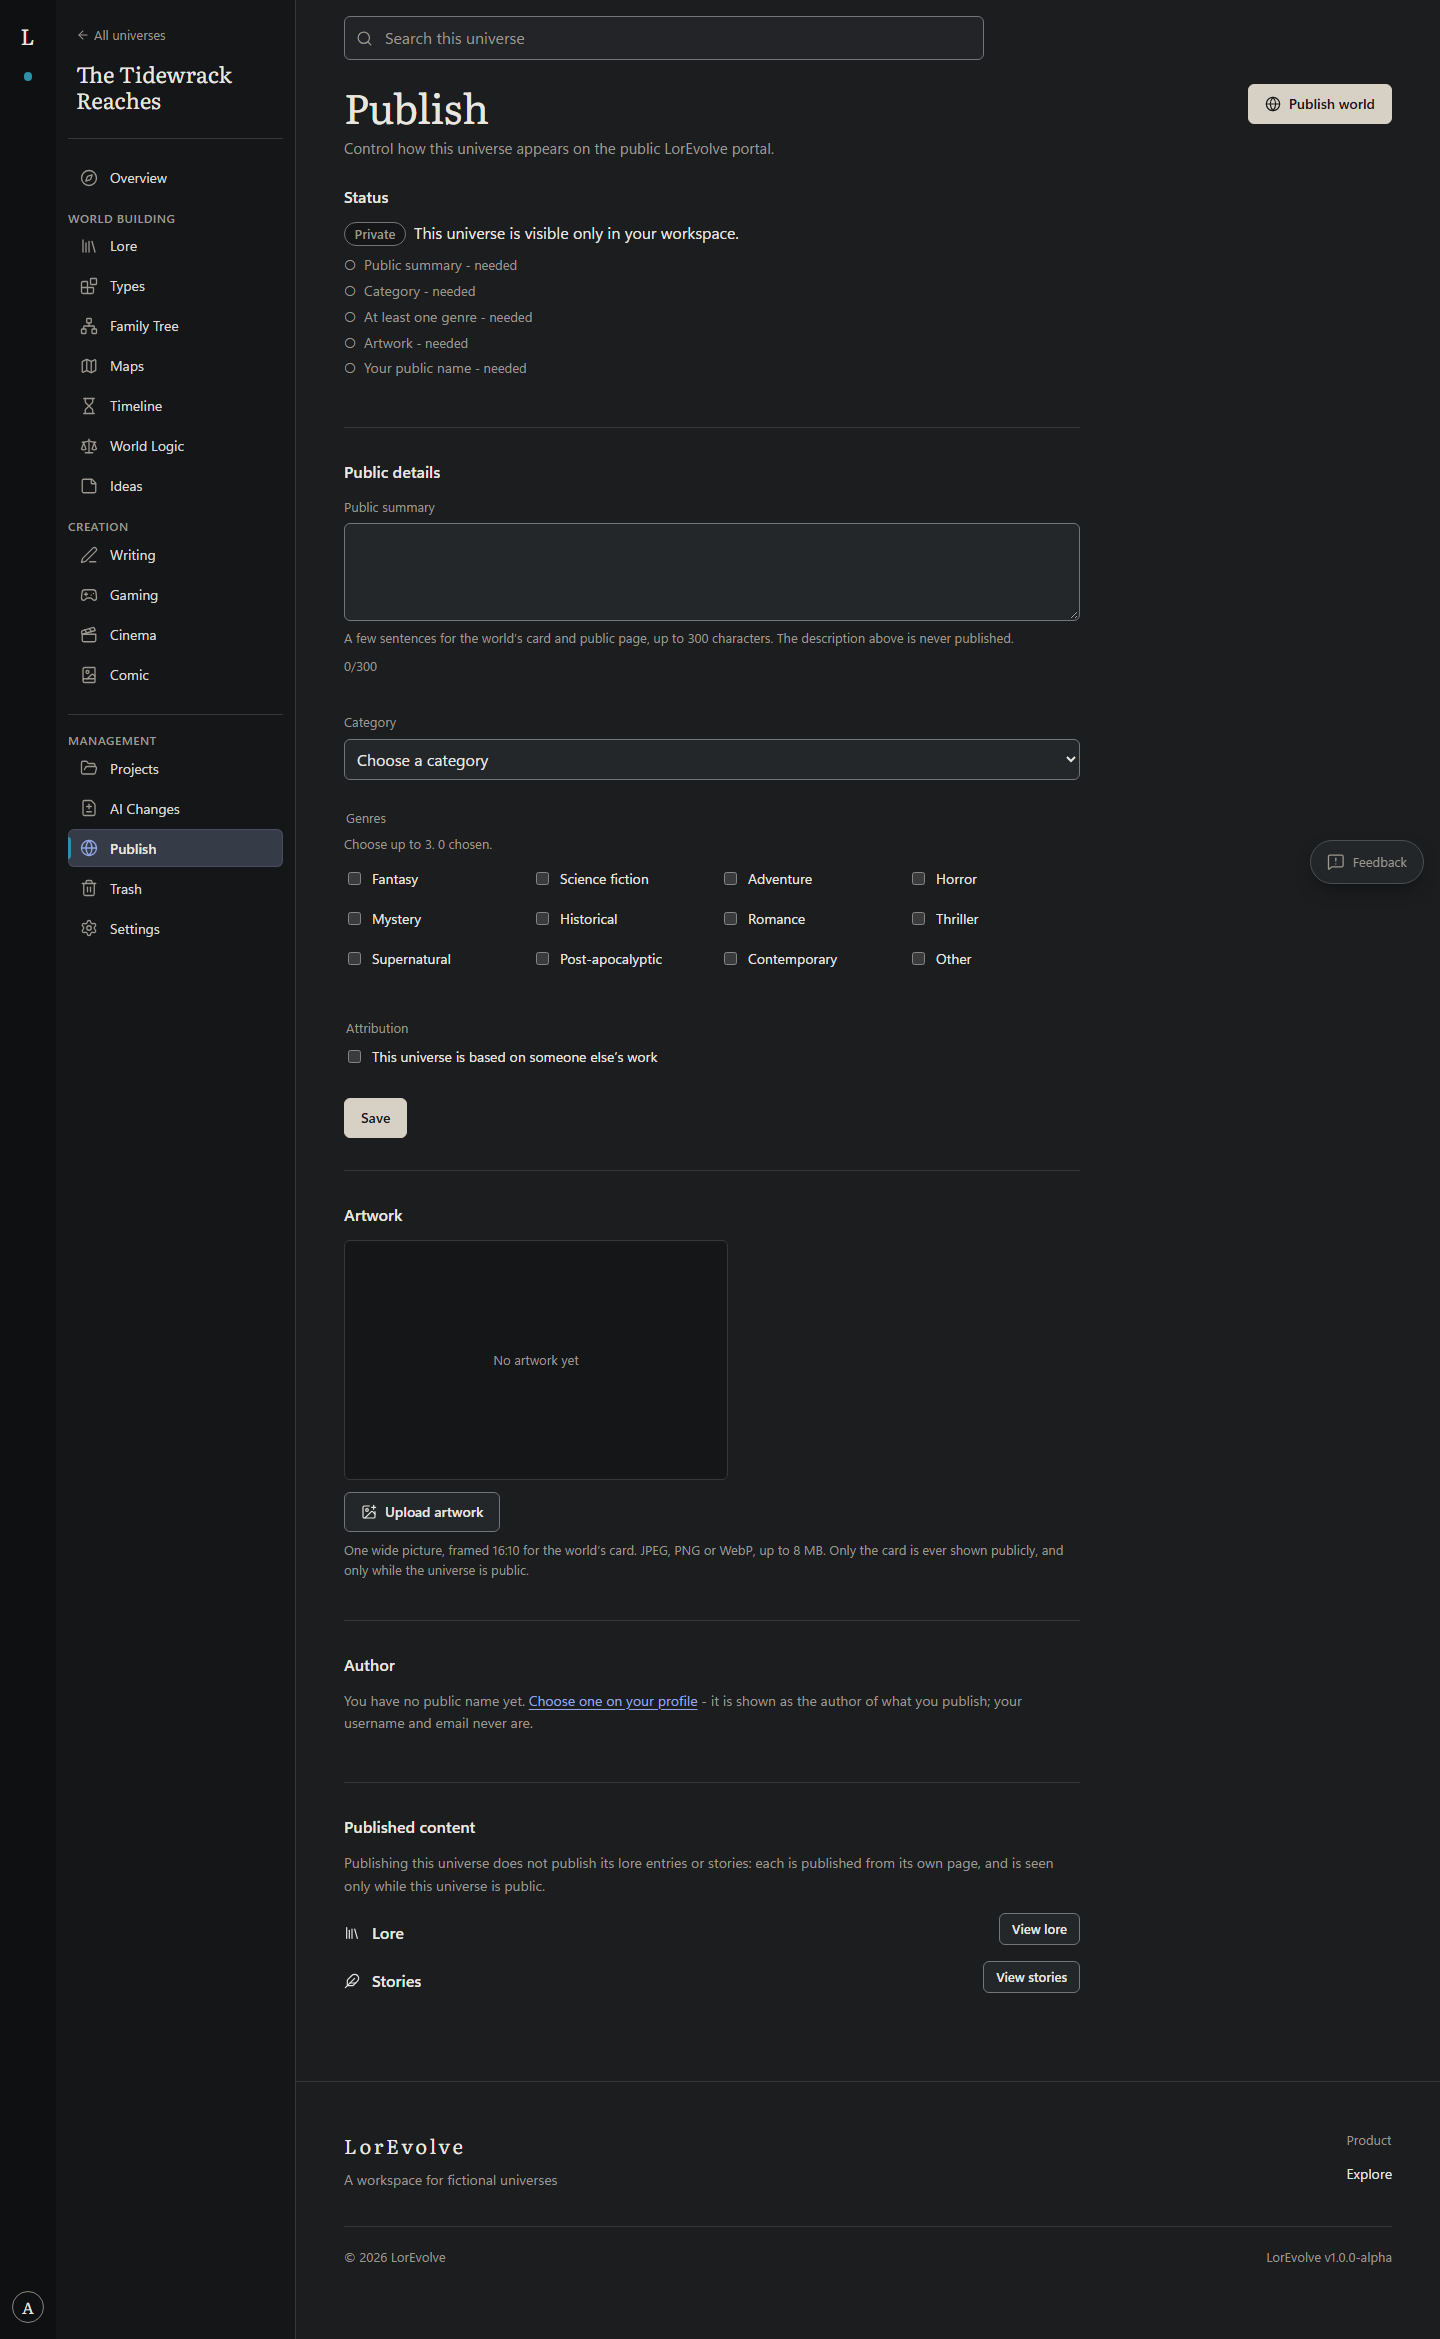 L
All universes
The Tidewrack
Reaches
Overview
WORLD BUILDING
Lore
Types
Family Tree
Maps
Timeline
World Logic
Ideas
CREATION
Writing
Gaming
Cinema
Comic
MANAGEMENT
Projects
AI Changes
Publish
Trash
Settings
A
Search this universe
Publish
Publish world
Control how this universe appears on the public LorEvolve portal.
Status
Private This universe is visible only in your workspace.
Public summary - needed
Category - needed
At least one genre - needed
Artwork - needed
Your public name - needed
Public details
Public summary
A few sentences for the world's card and public page, up to 300 characters. The description above is never published.
0/300
Category
Choose a category
Genres
Choose up to 3. 0 chosen.
Fantasy Science fiction Adventure Horror
Mystery Historical Romance Thriller
Supernatural Post-apocalyptic Contemporary Other
Feedback
Attribution
This universe is based on someone else's work
Save
Artwork
No artwork yet
Upload artwork
One wide picture, framed 16:10 for the world's card. JPEG, PNG or WebP, up to 8 MB. Only the card is ever shown publicly, and
only while the universe is public.
Author
You have no public name yet. Choose one on your profile - it is shown as the author of what you publish; your
username and email never are.
Published content
Publishing this universe does not publish its lore entries or stories: each is published from its own page, and is seen
only while this universe is public.
Lore View lore
Stories View stories
LorEvolve
A workspace for fictional universes
Product
Explore
© 2026 LorEvolve
LorEvolve v1.0.0-alpha